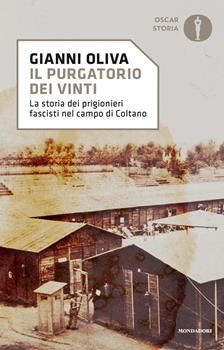 OSCAR
STORIA
GIANNI OLIVA
IL PURGATORIO
DEI VINTI
La storia dei prigionieri
fascisti nel campo di Coltano
MONDADORI